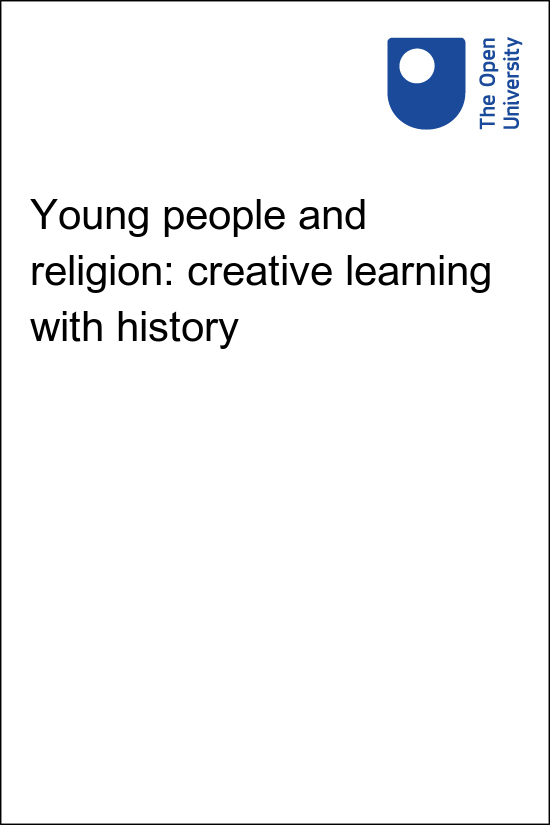 The Open
University
Young people and
religion: creative learning
with history